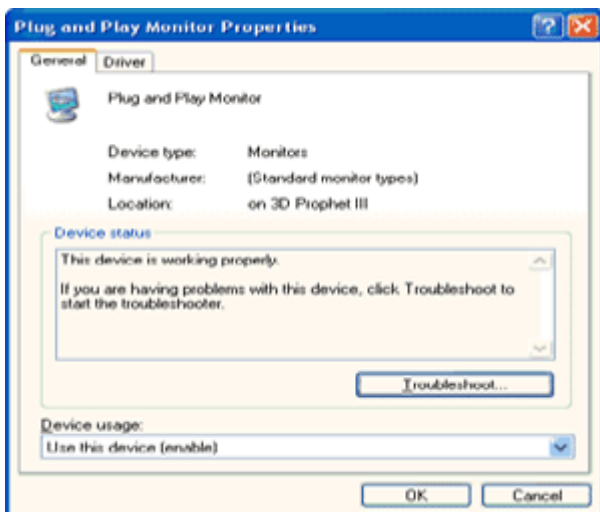 Plug and Play Monitor Properties
General Driver
Plug and Play Monitor
Device type: Monitors
Manufacturer: (Standard monitor types)
Location: on 3D Prophet III
Device status
This device is working properly.
If you are having problems with this device, click Troubleshoot to
start the troubleshooter.
Troubleshoot...
Device usage:
Use this device (enable)
OK Cancel